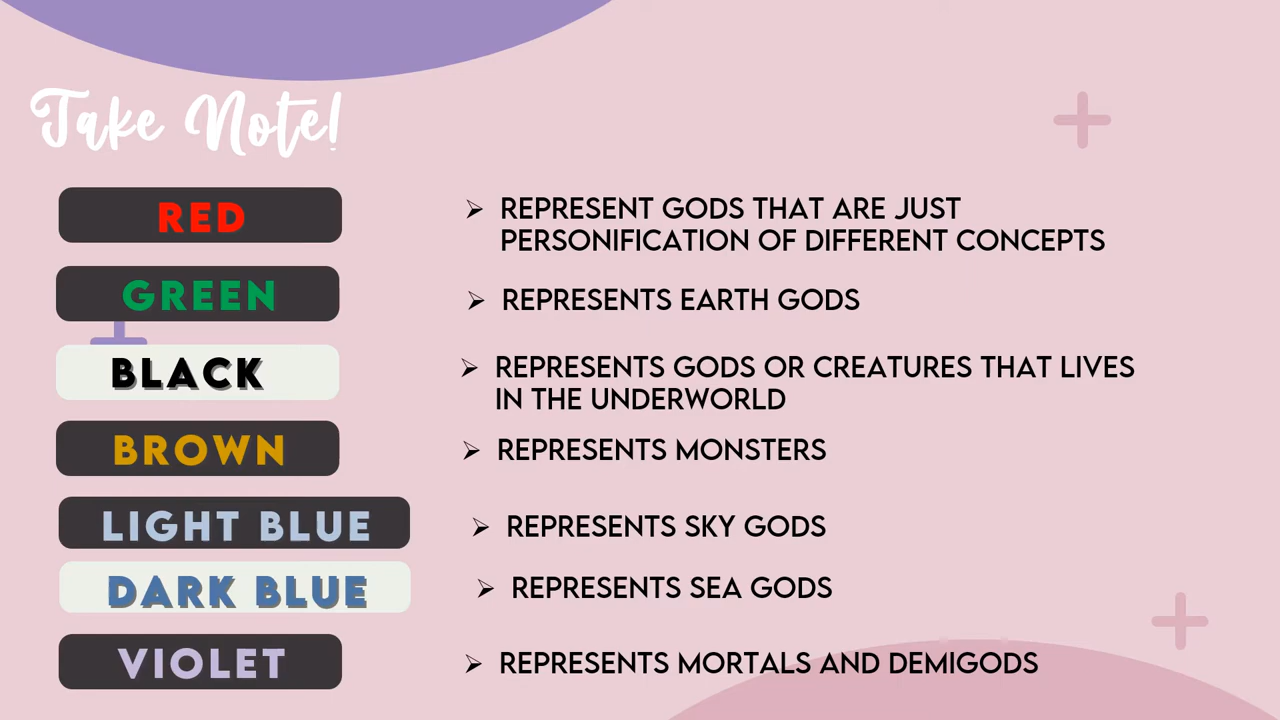 Take Note!
RED
➢ REPRESENT GODS THAT ARE JUST
PERSONIFICATION OF DIFFERENT CONCEPTS
GREEN
➢ REPRESENTS EARTH GODS
BLACK
➢ REPRESENTS GODS OR CREATURES THAT LIVES
IN THE UNDERWORLD
BROWN
➢ REPRESENTS MONSTERS
LIGHT BLUE
➢ REPRESENTS SKY GODS
DARK BLUE
➢ REPRESENTS SEA GODS
VIOLET
➢ REPRESENTS MORTALS AND DEMIGODS